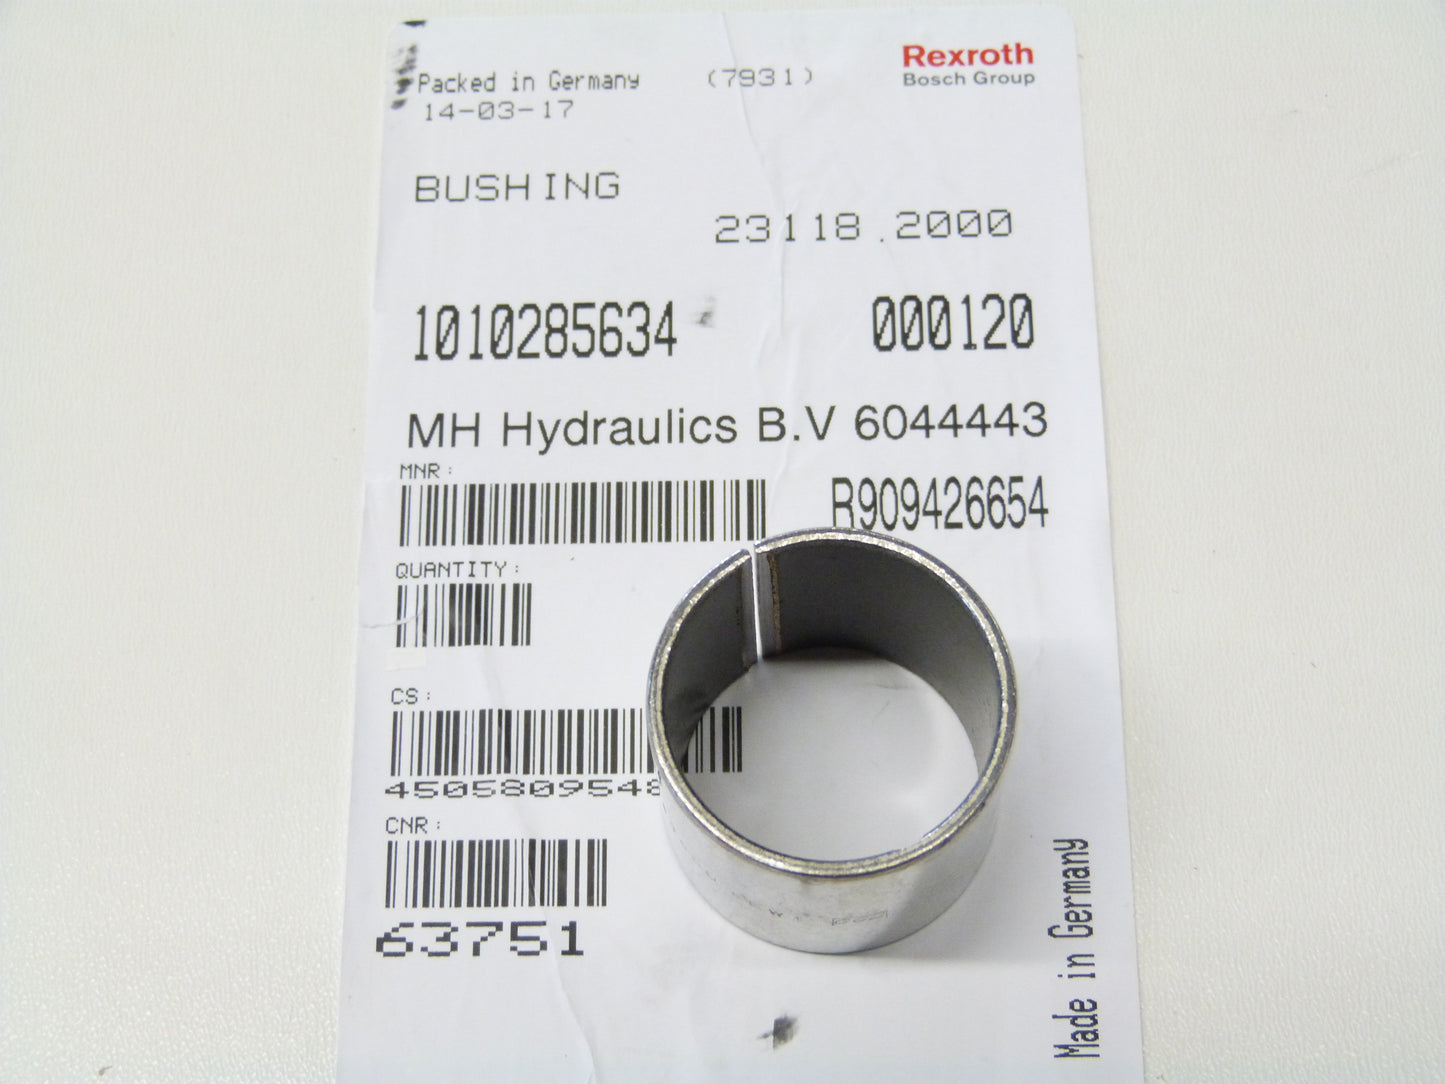 Packed in Germany (7931) Rexroth
14-03-17 Bosch Group
BUSHING
23118.2000
1010285634 000120
MH Hydraulics B.V 6044443
MNR:
R909426654
QUANTITY:
CS:
4505809548
CNR:
63751
Made in Germany